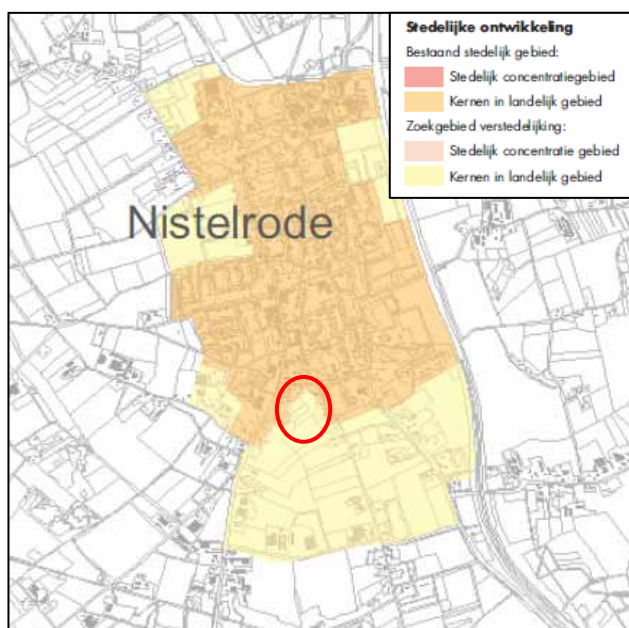 Stedelijke ontwikkeling
Bestaand stedelijk gebied:
Stedelijk concentratiegebied
Kernen in landelijk gebied
Zoekgebied verstedelijking:
Stedelijk concentratie gebied
Kernen in landelijk gebied
Nistelrode